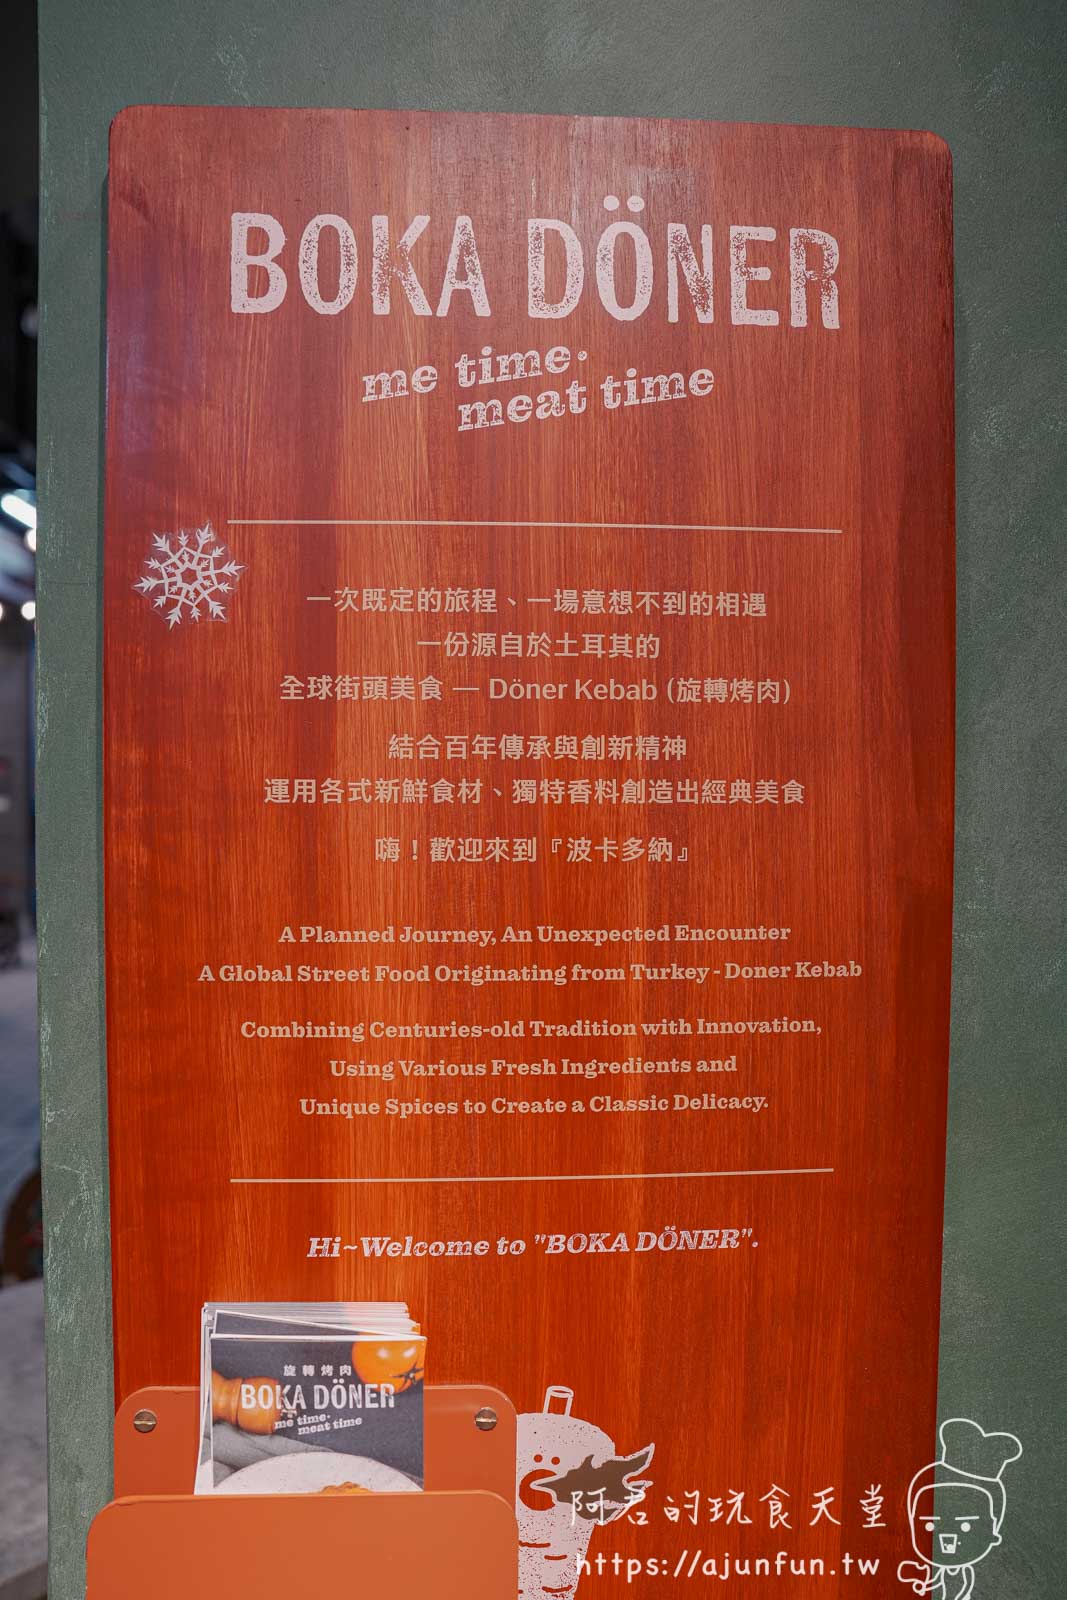 BOKA DÖNER
me time.
meat time
一次既定的旅程、一場意想不到的相遇
一份源自於土耳其的
全球街頭美食 — Döner Kebab (旋轉烤肉)
結合百年傳承與創新精神
運用各式新鮮食材、獨特香料創造出經典美食
嗨！歡迎來到『波卡多納』
A Planned Journey, An Unexpected Encounter
A Global Street Food Originating from Turkey - Doner Kebab
Combining Centuries-old Tradition with Innovation,
Using Various Fresh Ingredients and
Unique Spices to Create a Classic Delicacy.
Hi~Welcome to "BOKA DÖNER".
旋轉烤肉
BOKA DÖNER
me time.
meat time
阿君的玩食天堂
https://ajunfun.tw